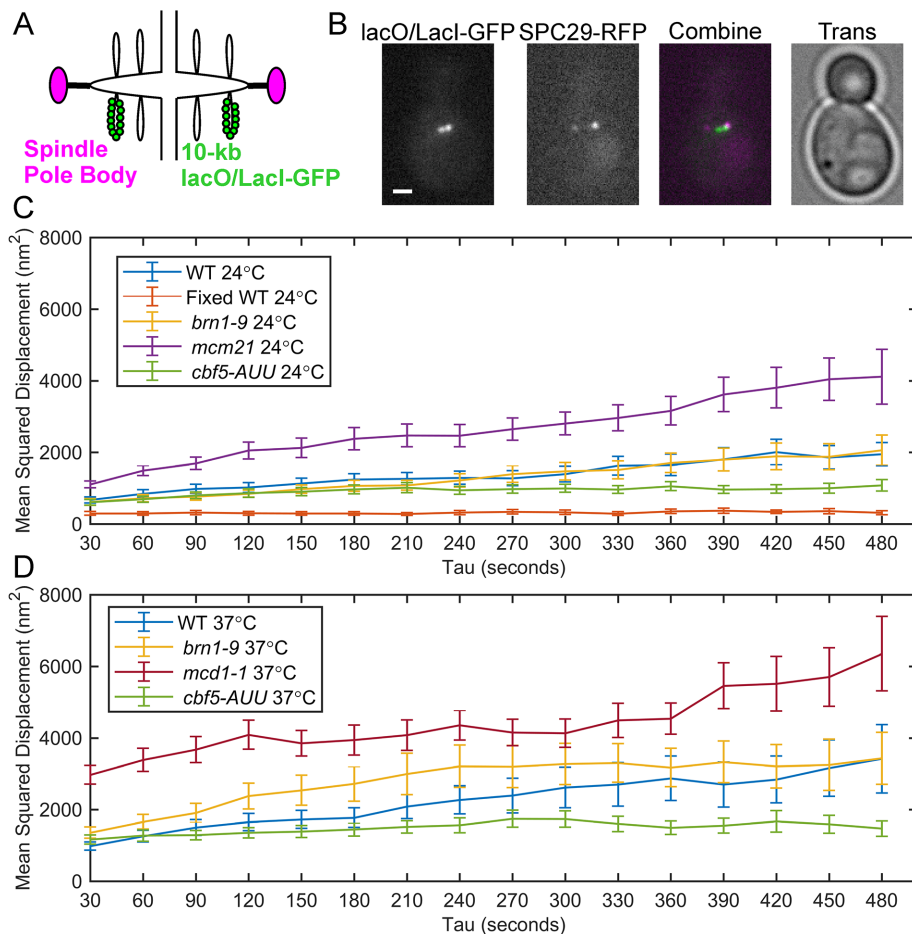 A
Spindle
Pole Body
10-kb
lacO/LacI-GFP
B
lacO/LacI-GFP SPC29-RFP Combine Trans
C
Mean Squared Displacement (nm²)
8000
6000
4000
2000
0
WT 24°C
Fixed WT 24°C
brn1-9 24°C
mcm21 24°C
cbf5-AUU 24°C
30 60 90 120 150 180 210 240 270 300 330 360 390 420 450 480
Tau (seconds)
D
Mean Squared Displacement (nm²)
8000
6000
4000
2000
0
WT 37°C
brn1-9 37°C
mcd1-1 37°C
cbf5-AUU 37°C
30 60 90 120 150 180 210 240 270 300 330 360 390 420 450 480
Tau (seconds)